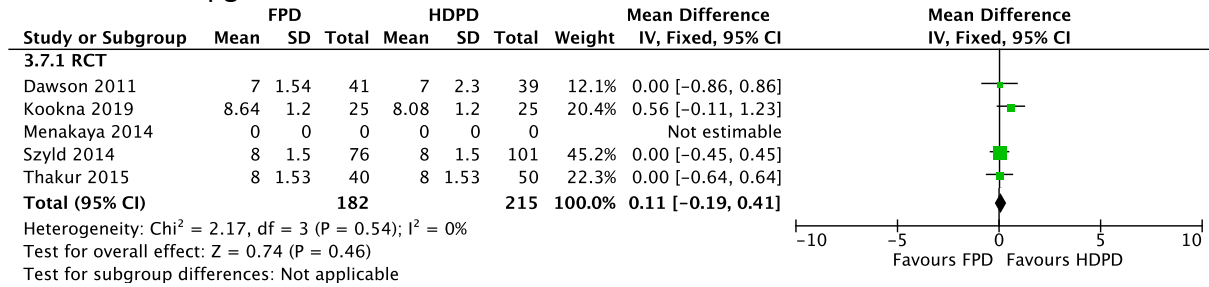 FPD HDPD Mean Difference Mean Difference
Study or Subgroup Mean SD Total Mean SD Total Weight IV, Fixed, 95% CI IV, Fixed, 95% CI
3.7.1 RCT
Dawson 2011 7 1.54 41 7 2.3 39 12.1% 0.00 [-0.86, 0.86]
Kookna 2019 8.64 1.2 25 8.08 1.2 25 20.4% 0.56 [-0.11, 1.23]
Menakaya 2014 0 0 0 0 0 0 Not estimable
Szyld 2014 8 1.5 76 8 1.5 101 45.2% 0.00 [-0.45, 0.45]
Thakur 2015 8 1.53 40 8 1.53 50 22.3% 0.00 [-0.64, 0.64]
Total (95% CI) 182 215 100.0% 0.11 [-0.19, 0.41]
Heterogeneity: Chi² = 2.17, df = 3 (P = 0.54); I² = 0%
Test for overall effect: Z = 0.74 (P = 0.46)
Test for subgroup differences: Not applicable
-10 -5 0 5 10
Favours FPD Favours HDPD